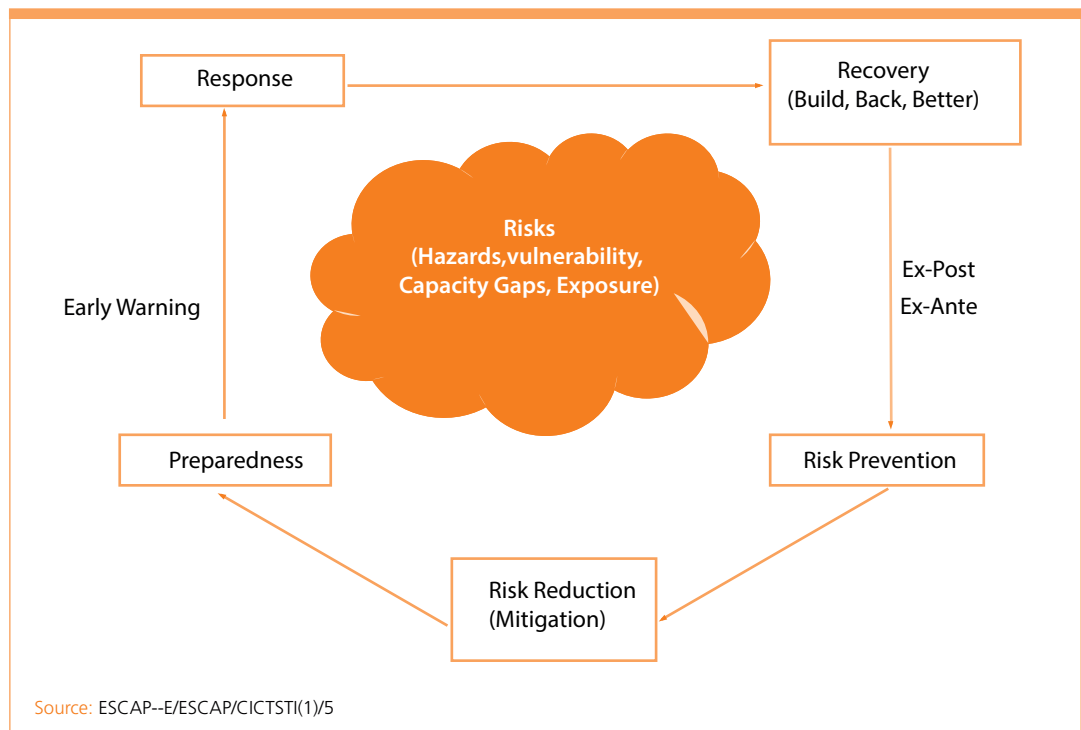 Response
Recovery
(Build, Back, Better)
Risks
(Hazards,vulnerability,
Capacity Gaps, Exposure)
Early Warning
Ex-Post
Ex-Ante
Preparedness
Risk Prevention
Risk Reduction
(Mitigation)
Source: ESCAP--E/ESCAP/CICTSTI(1)/5